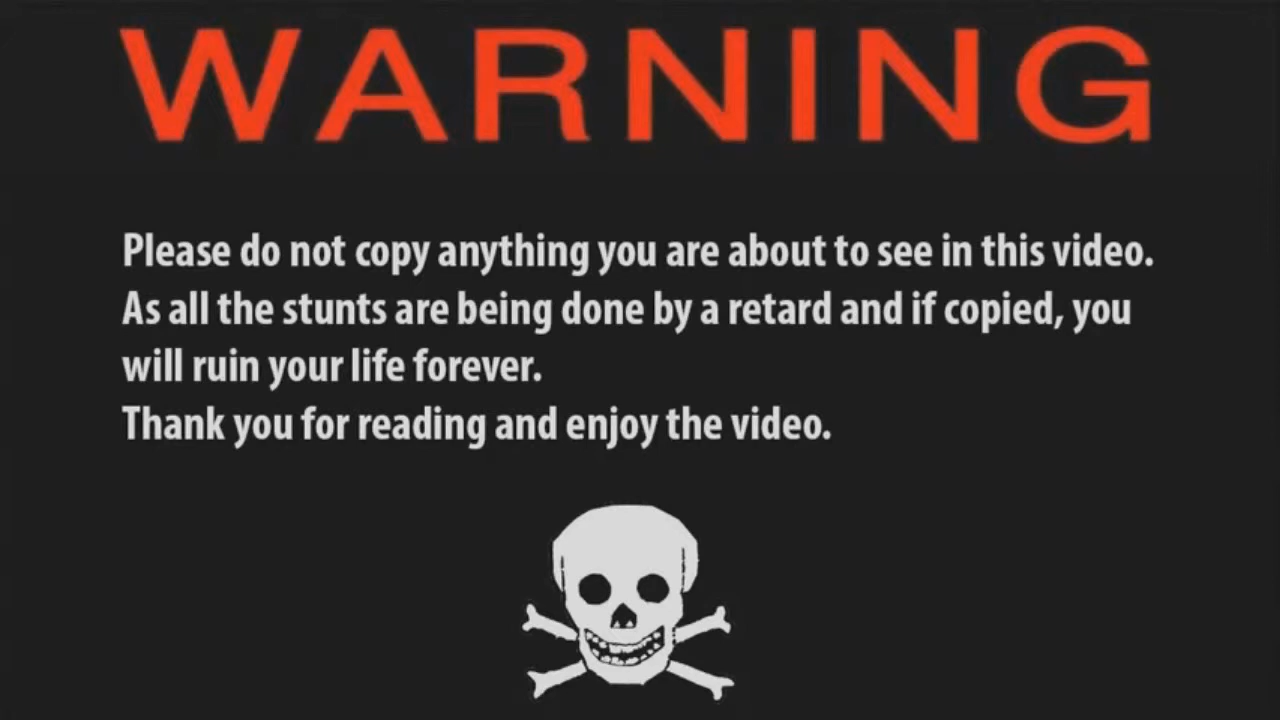 WARNING
Please do not copy anything you are about to see in this video.
As all the stunts are being done by a retard and if copied, you
will ruin your life forever.
Thank you for reading and enjoy the video.